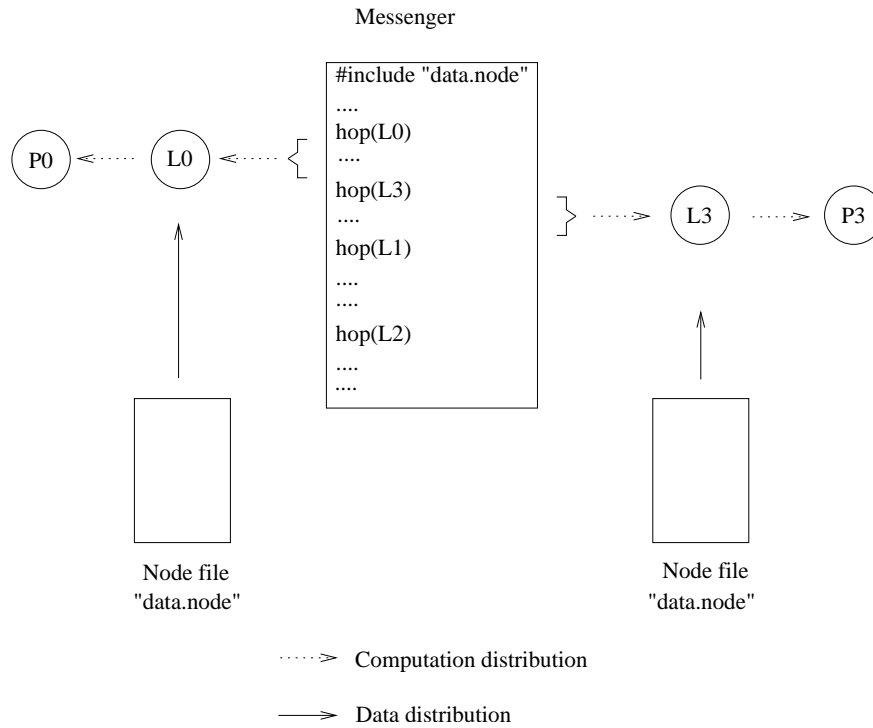 Messenger
#include "data.node"
....
hop(L0)
....
hop(L3)
....
hop(L1)
....
....
hop(L2)
....
....
P0
L0
L3
P3
Node file
"data.node"
Node file
"data.node"
Computation distribution
Data distribution